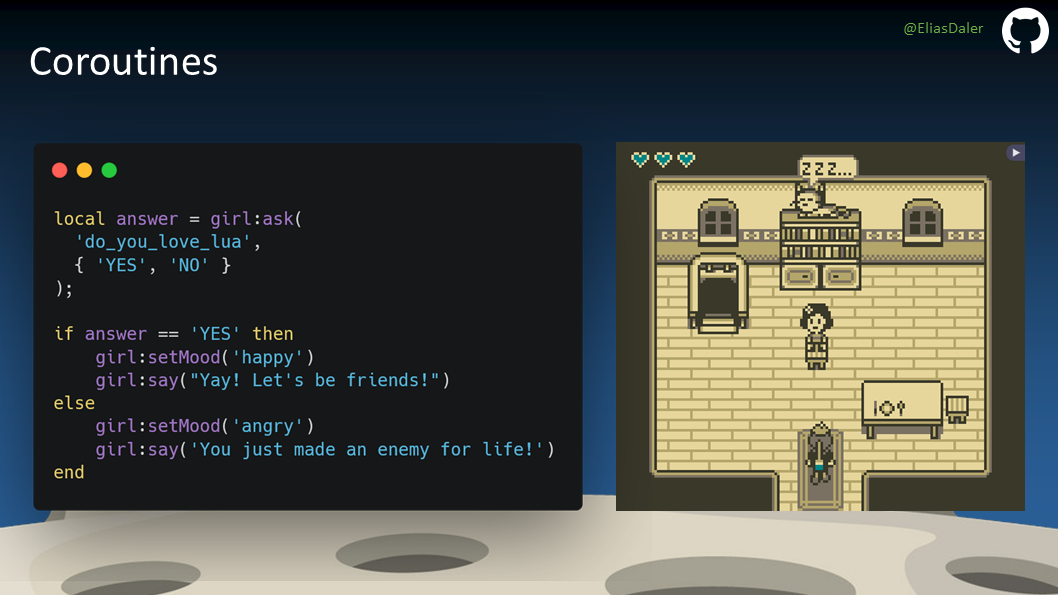 @EliasDaler
Coroutines
local answer = girl:ask(
  'do_you_love_lua',
  { 'YES', 'NO' }
);

if answer == 'YES' then
    girl:setMood('happy')
    girl:say("Yay! Let's be friends!")
else
    girl:setMood('angry')
    girl:say('You just made an enemy for life!')
end
ZZZ...